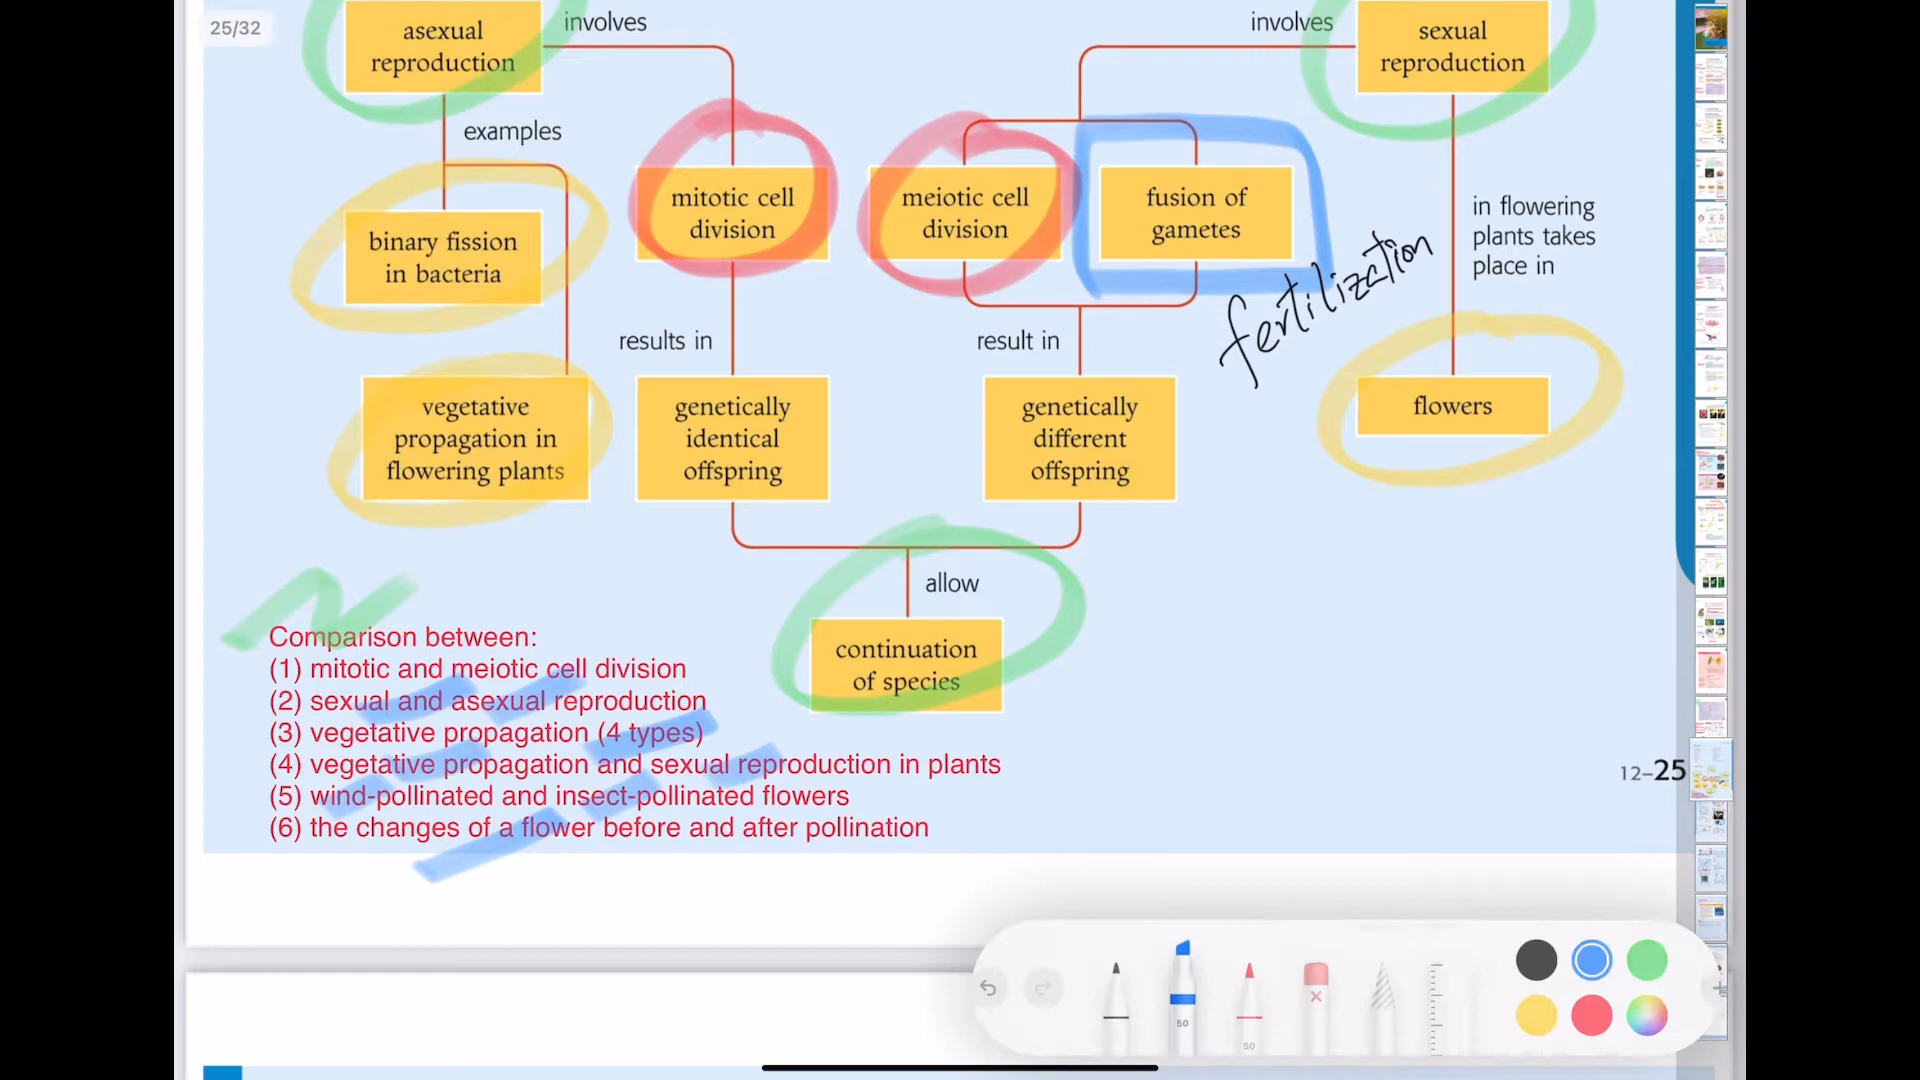 25/32
asexual
reproduction
involves
involves
sexual
reproduction
examples
binary fission
in bacteria
mitotic cell
division
meiotic cell
division
fusion of
gametes
fertilization
in flowering
plants takes
place in
results in
result in
vegetative
propagation in
flowering plants
genetically
identical
offspring
genetically
different
offspring
flowers
allow
continuation
of species
Comparison between:
(1) mitotic and meiotic cell division
(2) sexual and asexual reproduction
(3) vegetative propagation (4 types)
(4) vegetative propagation and sexual reproduction in plants
(5) wind-pollinated and insect-pollinated flowers
(6) the changes of a flower before and after pollination
12–25
50
50